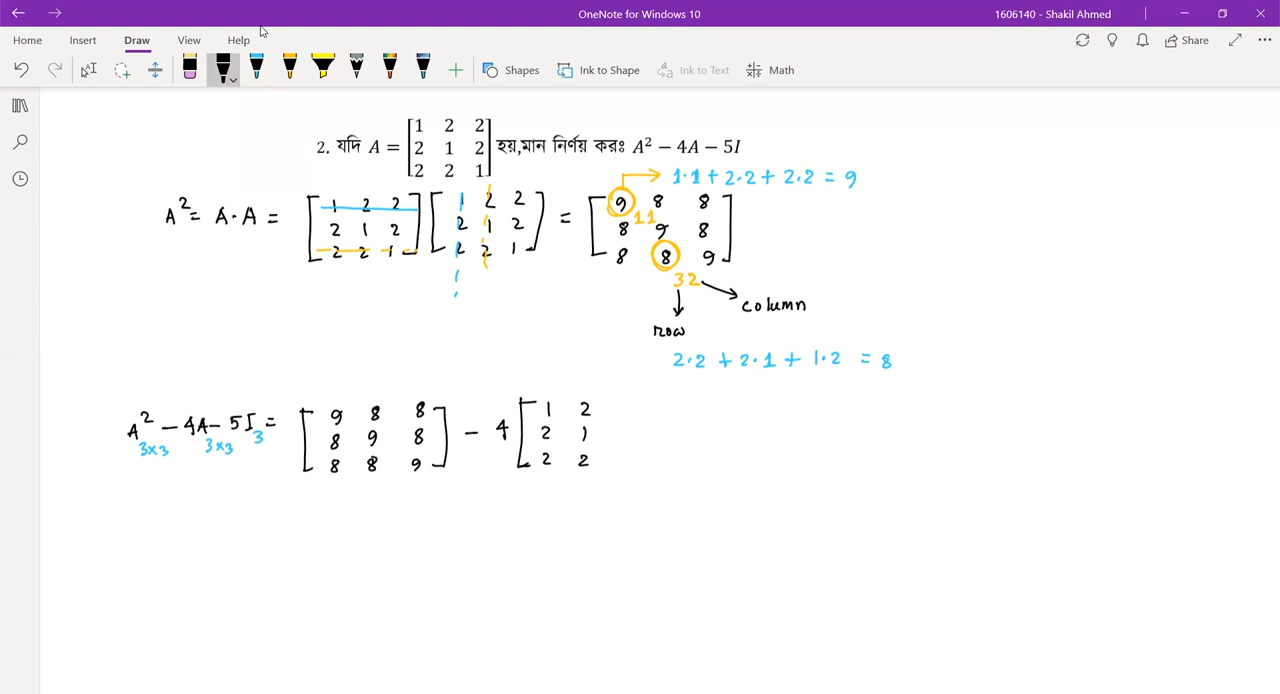 OneNote for Windows 10
1606140 - Shakil Ahmed
Home Insert Draw View Help
Share
Shapes Ink to Shape Ink to Text Math
2. যদি A = [1 2 2
2 1 2
2 2 1] হয়,মান নির্ণয় করঃ A² − 4A − 5I
1·1 + 2·2 + 2·2 = 9
A² = A·A = [1 2 2
2 1 2
2 2 1] [1 2 2
2 1 2
2 2 1] = [9 8 8
8 9 8
8 8 9]
11
32
column
row
2·2 + 2·1 + 1·2 = 8
A² − 4A − 5I₃ = [9 8 8
8 9 8
8 8 9] − 4 [1 2
2 1
2 2
3x3 3x3